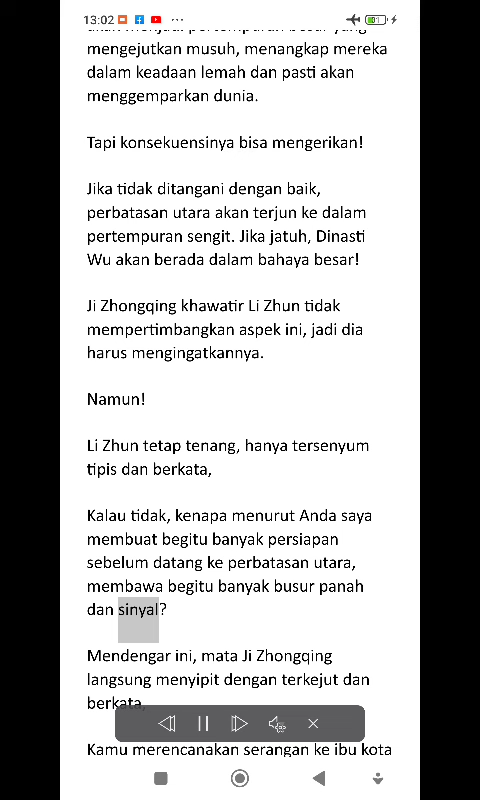 13:02
mengejutkan musuh, menangkap mereka
dalam keadaan lemah dan pasti akan
menggemparkan dunia.
Tapi konsekuensinya bisa mengerikan!
Jika tidak ditangani dengan baik,
perbatasan utara akan terjun ke dalam
pertempuran sengit. Jika jatuh, Dinasti
Wu akan berada dalam bahaya besar!
Ji Zhongqing khawatir Li Zhun tidak
mempertimbangkan aspek ini, jadi dia
harus mengingatkannya.
Namun!
Li Zhun tetap tenang, hanya tersenyum
tipis dan berkata,
Kalau tidak, kenapa menurut Anda saya
membuat begitu banyak persiapan
sebelum datang ke perbatasan utara,
membawa begitu banyak busur panah
dan sinyal?
Mendengar ini, mata Ji Zhongqing
langsung menyipit dengan terkejut dan
berkata,
Kamu merencanakan serangan ke ibu kota